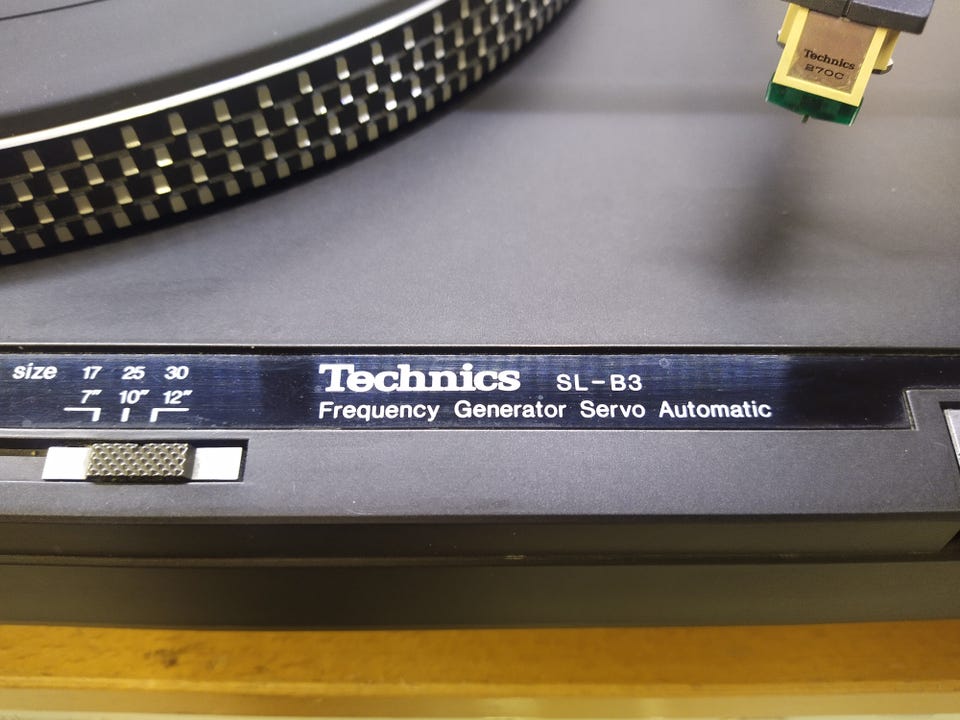 Technics
270C
size 17 25 30
7" 10" 12"
Technics SL-B3
Frequency Generator Servo Automatic